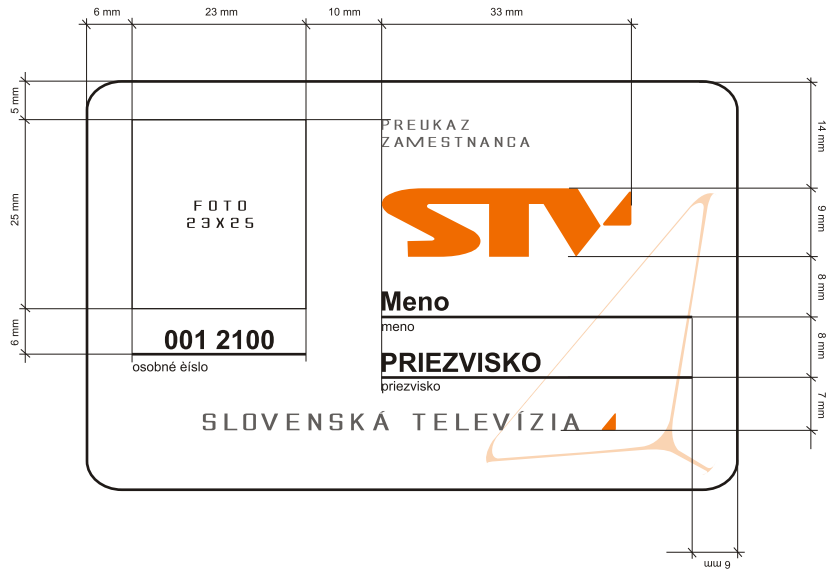 6 mm
23 mm
10 mm
33 mm
5 mm
25 mm
6 mm
14 mm
9 mm
8 mm
8 mm
7 mm
6 mm
PREUKAZ
ZAMESTNANCA
FOTO
23X25
STV
Meno
meno
001 2100
osobné èíslo
PRIEZVISKO
priezvisko
SLOVENSKÁ TELEVÍZIA